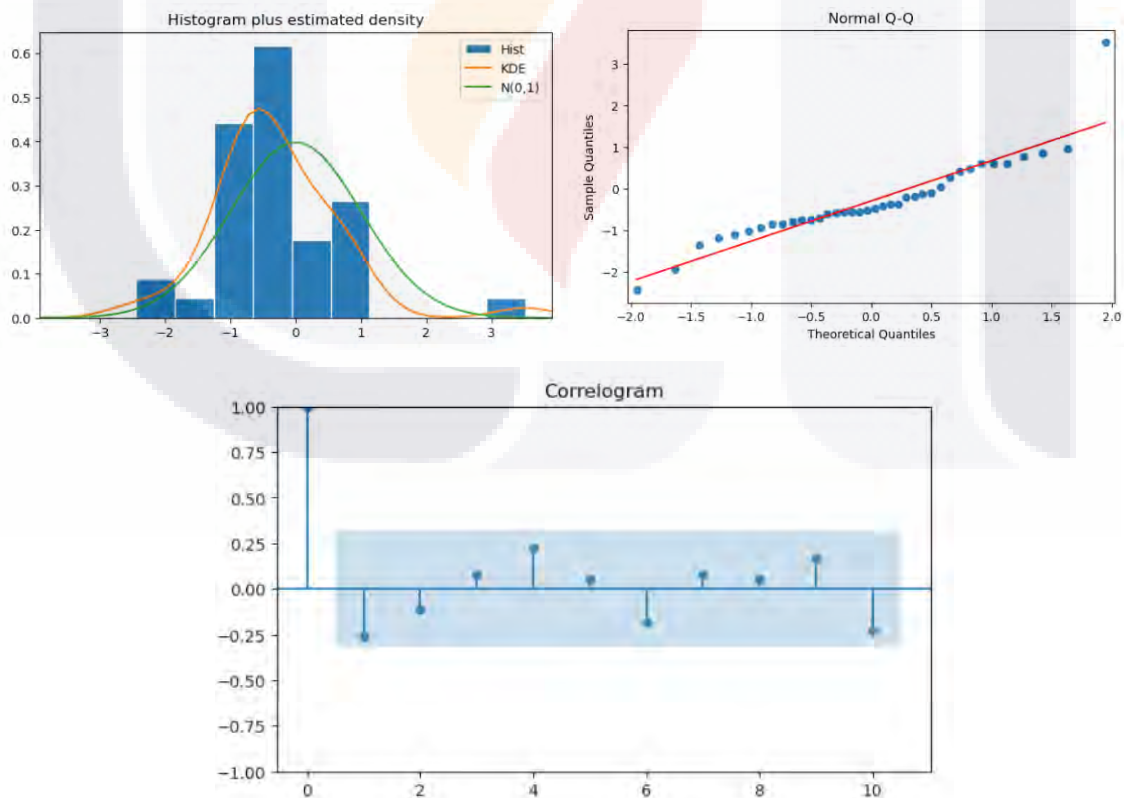 Histogram plus estimated density
0.6
0.5
0.4
0.3
0.2
0.1
0.0
Hist
KDE
N(0,1)
−3 −2 −1 0 1 2 3
Normal Q-Q
Sample Quantiles
3
2
1
0
−1
−2
−2.0 −1.5 −1.0 −0.5 0.0 0.5 1.0 1.5 2.0
Theoretical Quantiles
Correlogram
1.00
0.75
0.50
0.25
0.00
−0.25
−0.50
−0.75
−1.00
0 2 4 6 8 10